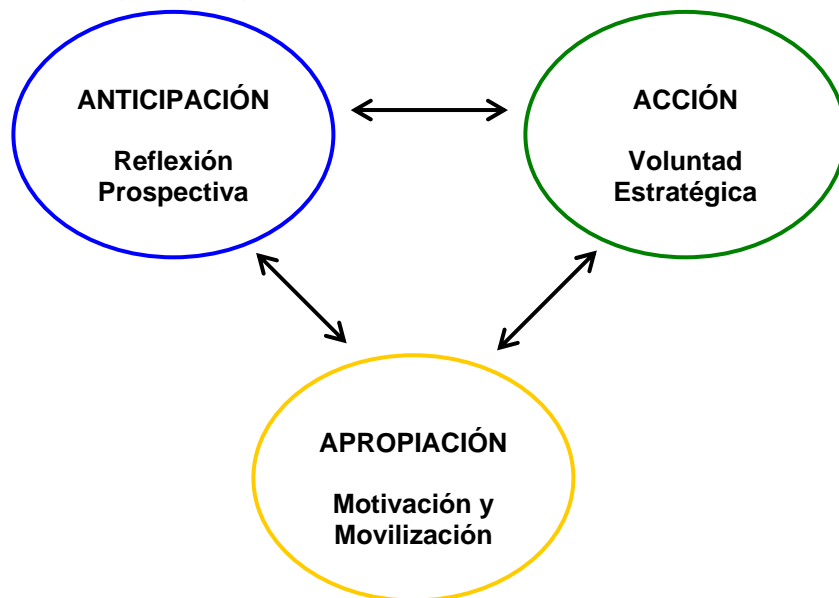 ANTICIPACIÓN
Reflexión
Prospectiva
ACCIÓN
Voluntad
Estratégica
APROPIACIÓN
Motivación y
Movilización